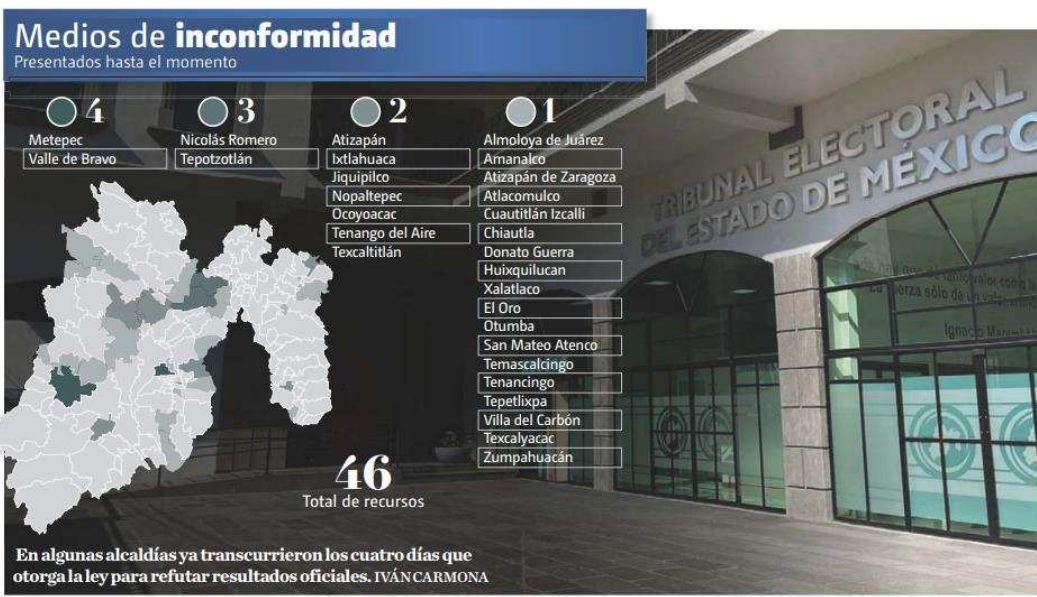 Medios de inconformidad
Presentados hasta el momento
4
Metepec
Valle de Bravo
3
Nicolás Romero
Tepotzotlán
2
Atizapán
Ixtlahuaca
Jiquipilco
Nopaltepec
Ocoyoacac
Tenango del Aire
Texcaltitlán
1
Almoloya de Juárez
Amanalco
Atizapán de Zaragoza
Atlacomulco
Cuautitlán Izcalli
Chiautla
Donato Guerra
Huixquilucan
Xalatlaco
El Oro
Otumba
San Mateo Atenco
Temascalcingo
Tenancingo
Tepetlixpa
Villa del Carbón
Texcalyacac
Zumpahuacán
46
Total de recursos
TRIBUNAL ELECTORAL
DEL ESTADO DE MÉXICO
En algunas alcaldías ya transcurrieron los cuatro días que
otorga la ley para refutar resultados oficiales. IVÁN CARMONA